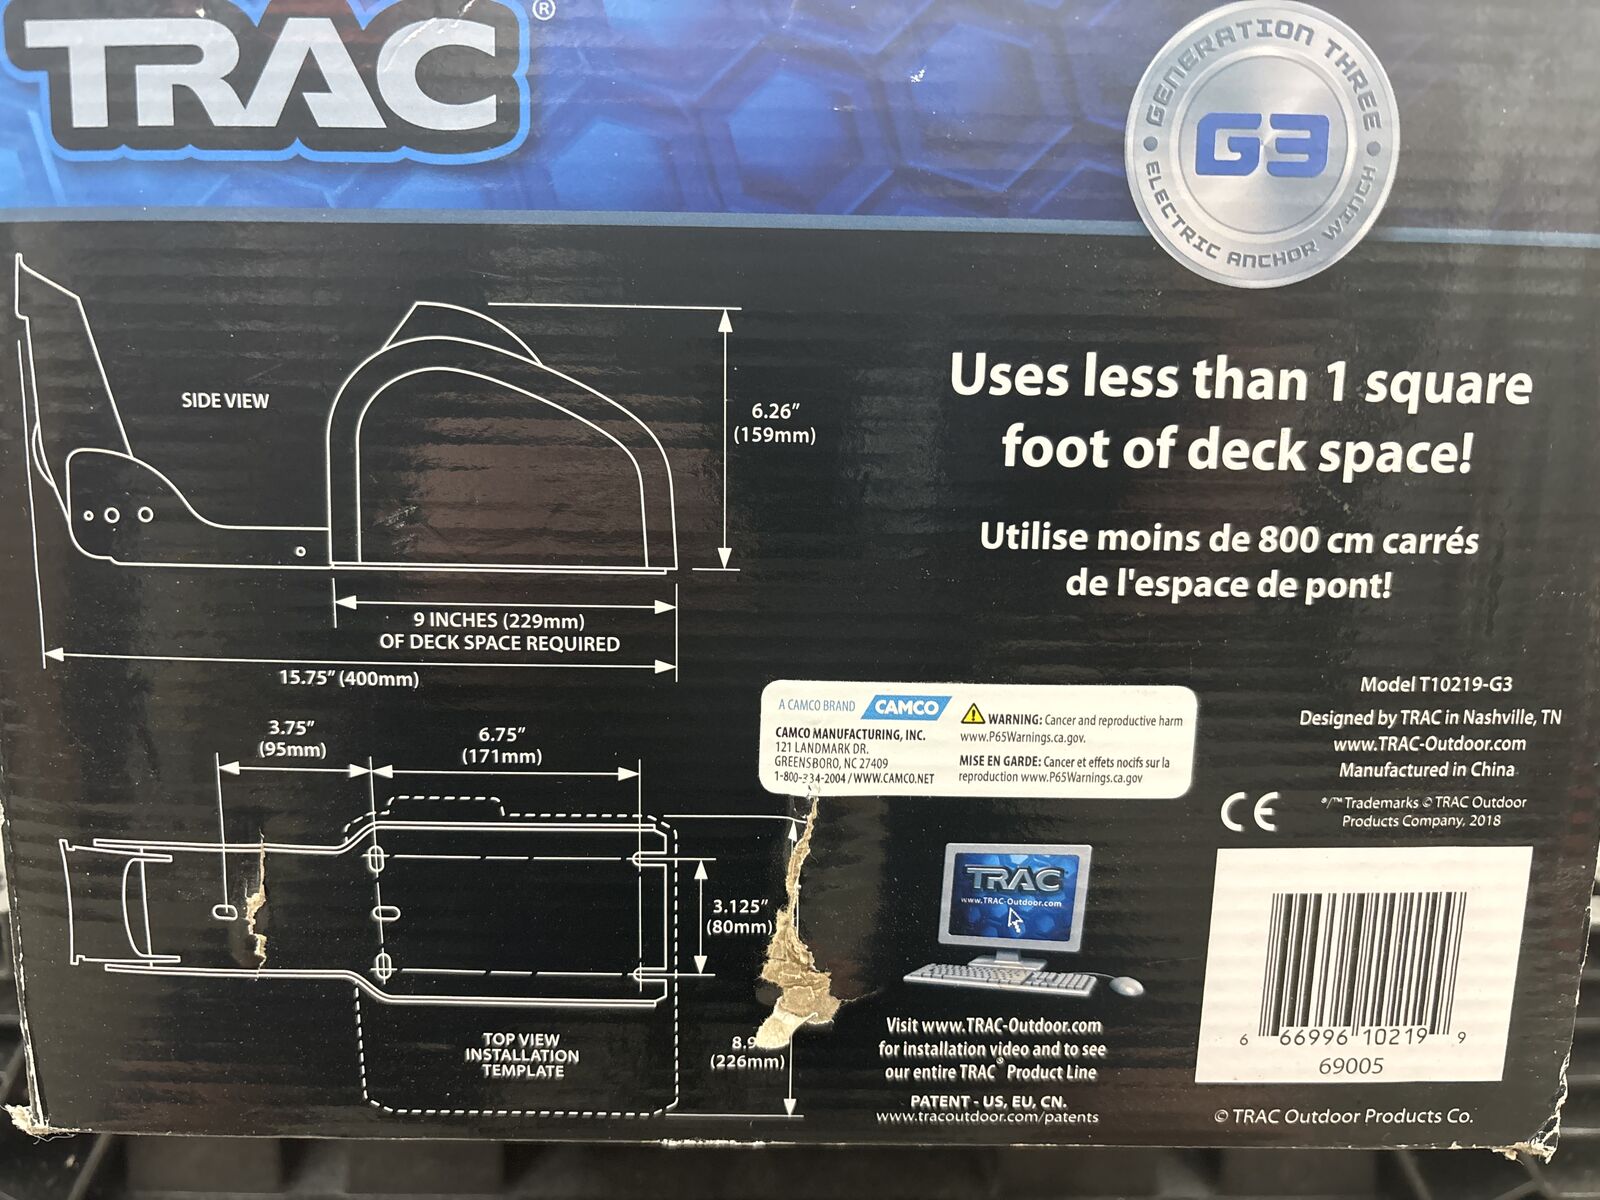 TRAC®
GENERATION THREE
G3
ELECTRIC ANCHOR WINCH
SIDE VIEW
6.26"
(159mm)
9 INCHES (229mm)
OF DECK SPACE REQUIRED
15.75" (400mm)
Uses less than 1 square
foot of deck space!
Utilise moins de 800 cm carrés
de l'espace de pont!
3.75"
(95mm)
6.75"
(171mm)
3.125"
(80mm)
(226mm)
TOP VIEW
INSTALLATION
TEMPLATE
A CAMCO BRAND CAMCO
CAMCO MANUFACTURING, INC.
121 LANDMARK DR.
GREENSBORO, NC 27409
1-800-334-2004 / WWW.CAMCO.NET
WARNING: Cancer and reproductive harm
www.P65Warnings.ca.gov.
MISE EN GARDE: Cancer et effets nocifs sur la
reproduction www.P65Warnings.ca.gov
Model T10219-G3
Designed by TRAC in Nashville, TN
www.TRAC-Outdoor.com
Manufactured in China
CE
®/™ Trademarks © TRAC Outdoor
Products Company, 2018
TRAC
www.TRAC-Outdoor.com
Visit www.TRAC-Outdoor.com
for installation video and to see
our entire TRAC® Product Line
PATENT - US, EU, CN.
www.tracoutdoor.com/patents
6 66996 10219 9
69005
© TRAC Outdoor Products Co.